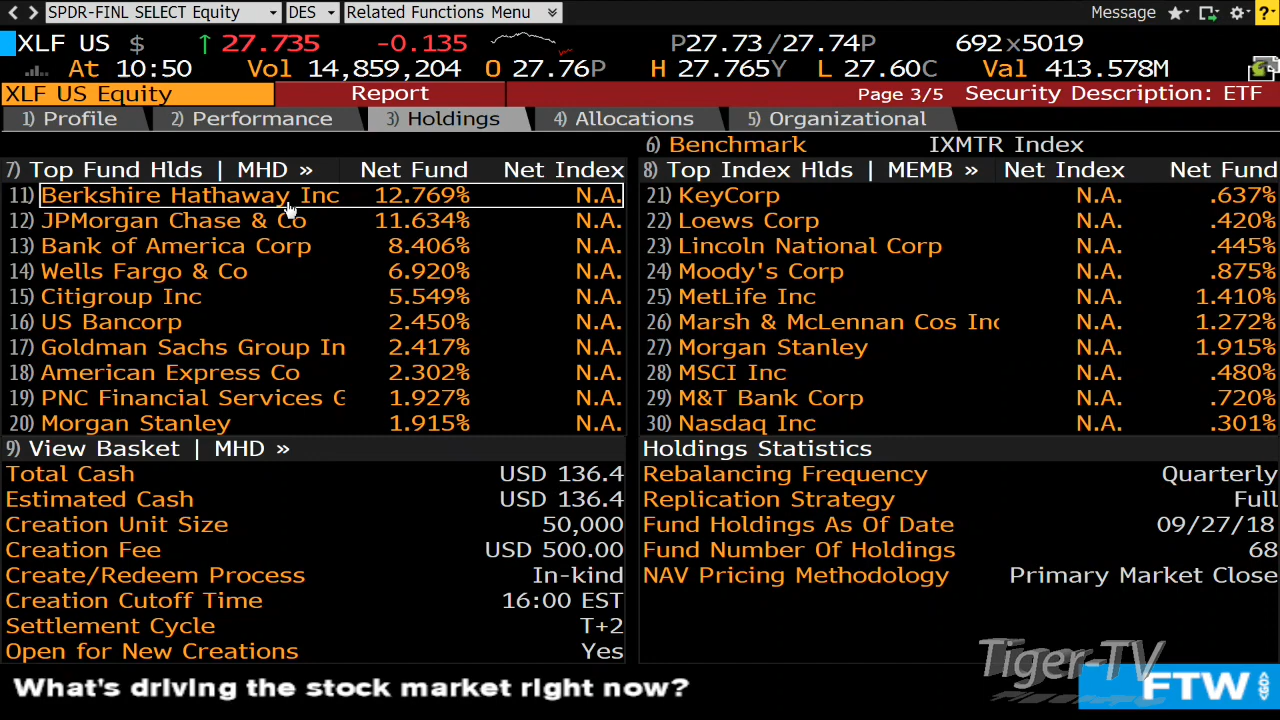 SPDR-FINL SELECT Equity DES Related Functions Menu Message
XLF US $ ↑ 27.735 -0.135 P27.73 /27.74P 692 x5019
At 10:50 Vol 14,859,204 O 27.76P H 27.765Y L 27.60C Val 413.578M
XLF US Equity Report Page 3/5 Security Description: ETF
1) Profile 2) Performance 3) Holdings 4) Allocations 5) Organizational
6) Benchmark IXMTR Index
7) Top Fund Hlds | MHD » Net Fund Net Index
11) Berkshire Hathaway Inc 12.769% N.A.
12) JPMorgan Chase & Co 11.634% N.A.
13) Bank of America Corp 8.406% N.A.
14) Wells Fargo & Co 6.920% N.A.
15) Citigroup Inc 5.549% N.A.
16) US Bancorp 2.450% N.A.
17) Goldman Sachs Group In 2.417% N.A.
18) American Express Co 2.302% N.A.
19) PNC Financial Services G 1.927% N.A.
20) Morgan Stanley 1.915% N.A.
8) Top Index Hlds | MEMB » Net Index Net Fund
21) KeyCorp N.A. .637%
22) Loews Corp N.A. .420%
23) Lincoln National Corp N.A. .445%
24) Moody's Corp N.A. .875%
25) MetLife Inc N.A. 1.410%
26) Marsh & McLennan Cos Inc N.A. 1.272%
27) Morgan Stanley N.A. 1.915%
28) MSCI Inc N.A. .480%
29) M&T Bank Corp N.A. .720%
30) Nasdaq Inc N.A. .301%
9) View Basket | MHD »
Total Cash USD 136.4
Estimated Cash USD 136.4
Creation Unit Size 50,000
Creation Fee USD 500.00
Create/Redeem Process In-kind
Creation Cutoff Time 16:00 EST
Settlement Cycle T+2
Open for New Creations Yes
Holdings Statistics
Rebalancing Frequency Quarterly
Replication Strategy Full
Fund Holdings As Of Date 09/27/18
Fund Number Of Holdings 68
NAV Pricing Methodology Primary Market Close
Tiger-TV
What's driving the stock market right now?
FTW